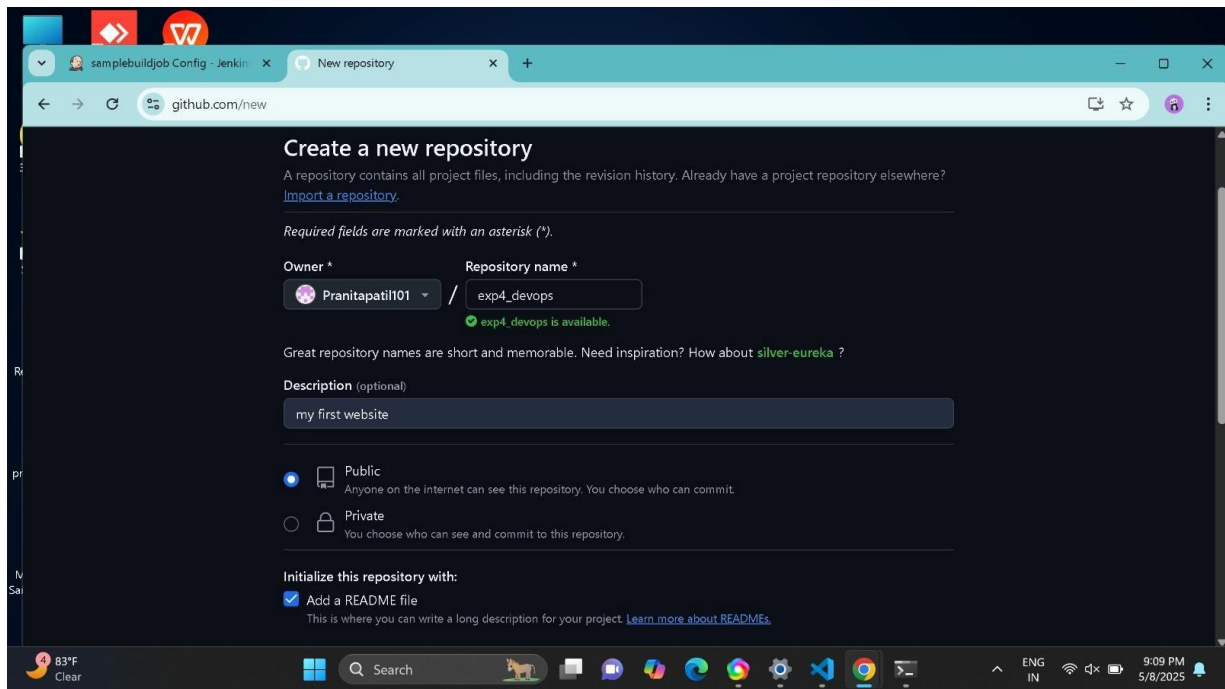 samplebuildjob Config - Jenkin
New repository
github.com/new
Create a new repository
A repository contains all project files, including the revision history. Already have a project repository elsewhere?
Import a repository.
Required fields are marked with an asterisk (*).
Owner *
Repository name *
Pranitapatil101
/
exp4_devops
exp4_devops is available.
Great repository names are short and memorable. Need inspiration? How about silver-eureka ?
Description (optional)
my first website
Public
Anyone on the internet can see this repository. You choose who can commit.
Private
You choose who can see and commit to this repository.
Initialize this repository with:
Add a README file
This is where you can write a long description for your project. Learn more about READMEs.
4
83°F
Clear
Search
ENG
IN
9:09 PM
5/8/2025